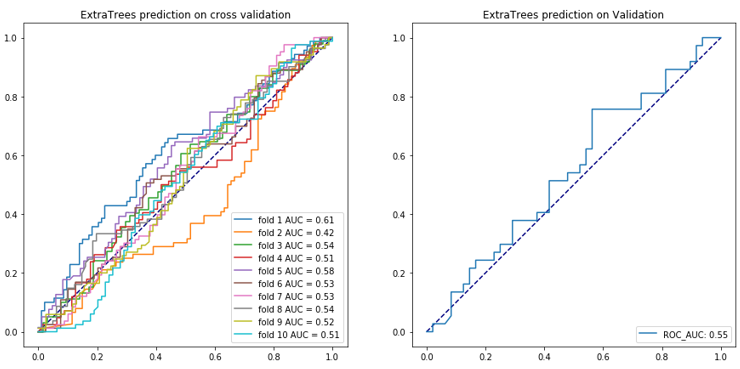 ExtraTrees prediction on cross validation
1.0
0.8
0.6
0.4
0.2
0.0
0.0 0.2 0.4 0.6 0.8 1.0
fold 1 AUC = 0.61
fold 2 AUC = 0.42
fold 3 AUC = 0.54
fold 4 AUC = 0.51
fold 5 AUC = 0.58
fold 6 AUC = 0.53
fold 7 AUC = 0.53
fold 8 AUC = 0.54
fold 9 AUC = 0.52
fold 10 AUC = 0.51
ExtraTrees prediction on Validation
1.0
0.8
0.6
0.4
0.2
0.0
0.0 0.2 0.4 0.6 0.8 1.0
ROC_AUC: 0.55